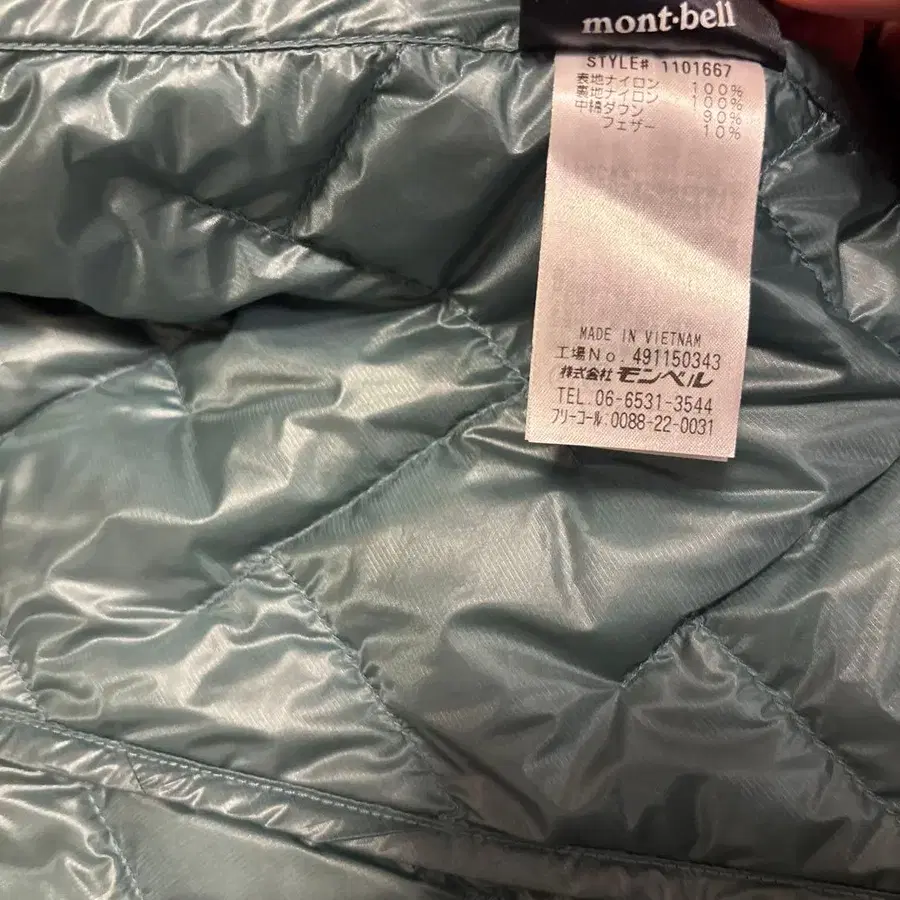 mont·bell
STYLE# 1101667
表地ナイロン 100%
裏地ナイロン 100%
中綿ダウン 90%
フェザー 10%
MADE IN VIETNAM
工場No. 491150343
株式会社 モンベル
TEL.06-6531-3544
フリーコール:0088-22-0031